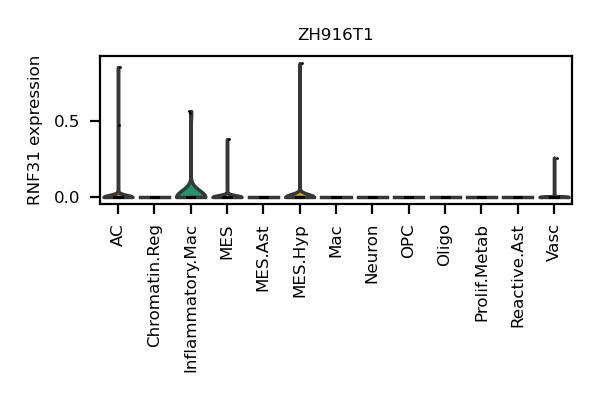 ZH916T1
RNF31 expression
0.5
0.0
AC
Chromatin.Reg
Inflammatory.Mac
MES
MES.Ast
MES.Hyp
Mac
Neuron
OPC
Oligo
Prolif.Metab
Reactive.Ast
Vasc